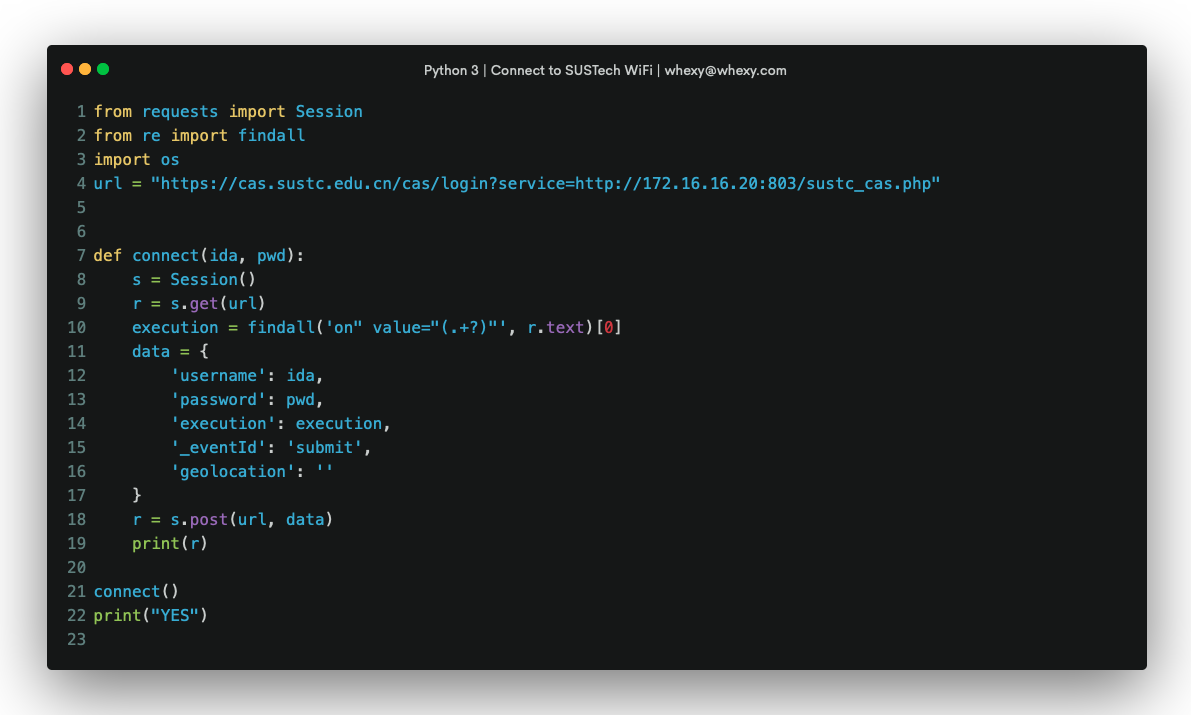 Python 3 | Connect to SUSTech WiFi | whexy@whexy.com
1 from requests import Session
2 from re import findall
3 import os
4 url = "https://cas.sustc.edu.cn/cas/login?service=http://172.16.16.20:803/sustc_cas.php"
5
6
7 def connect(ida, pwd):
8     s = Session()
9     r = s.get(url)
10     execution = findall('on" value="(.+?)"', r.text)[0]
11     data = {
12         'username': ida,
13         'password': pwd,
14         'execution': execution,
15         '_eventId': 'submit',
16         'geolocation': ''
17     }
18     r = s.post(url, data)
19     print(r)
20
21 connect()
22 print("YES")
23